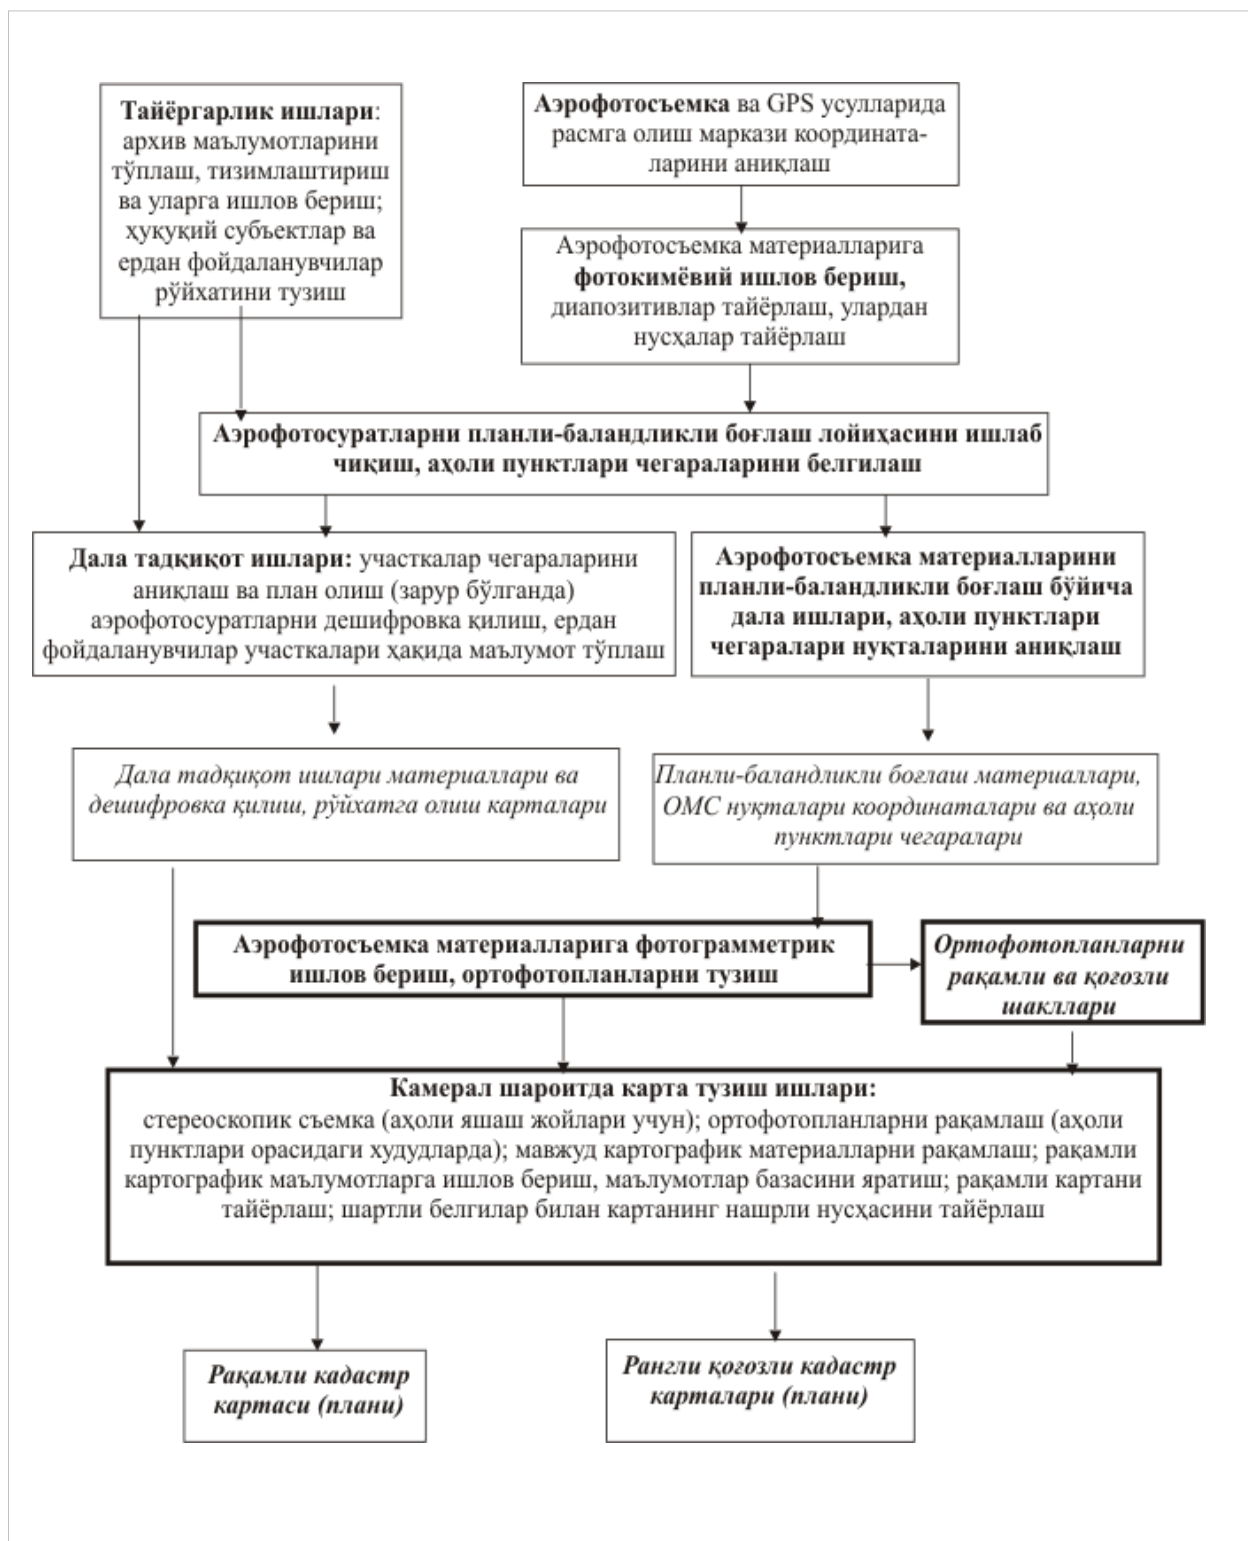 Тайёргарлик ишлари:
архив маълумотларини
тўплаш, тизимлаштириш
ва уларга ишлов бериш;
ҳуқуқий субъектлар ва
ердан фойдаланувчилар
рўйхатини тузиш
Аэрофотосъемка ва GPS усулларида
расмга олиш маркази координата-
ларини аниқлаш
Аэрофотосъемка материалларига
фотокимёвий ишлов бериш,
диапозитивлар тайёрлаш, улардан
нусҳалар тайёрлаш
Аэрофотосуратларни планли-баландликли боғлаш лойиҳасини ишлаб
чиқиш, аҳоли пунктлари чегараларини белгилаш
Дала тадқиқот ишлари: участкалар чегараларини
аниқлаш ва план олиш (зарур бўлганда)
аэрофотосуратларни дешифровка қилиш, ердан
фойдаланувчилар участкалари ҳақида маълумот тўплаш
Аэрофотосъемка материалларини
планли-баландликли боғлаш бўйича
дала ишлари, аҳоли пунктлари
чегаралари нуқталарини аниқлаш
Дала тадқиқот ишлари материаллари ва
дешифровка қилиш, рўйхатга олиш карталари
Планли-баландликли боғлаш материаллари,
ОМС нуқталари координаталари ва аҳоли
пунктлари чегаралари
Аэрофотосъемка материалларига фотограмметрик
ишлов бериш, ортофотопланларни тузиш
Ортофотопланларни
рақамли ва қоғозли
шакллари
Камерал шароитда карта тузиш ишлари:
стереоскопик съемка (аҳоли яшаш жойлари учун); ортофотопланларни рақамлаш (аҳоли
пунктлари орасидаги худудларда); мавжуд картографик материалларни рақамлаш; рақамли
картографик маълумотларга ишлов бериш, маълумотлар базасини яратиш; рақамли картани
тайёрлаш; шартли белгилар билан картанинг нашрли нусҳасини тайёрлаш
Рақамли кадастр
картаси (плани)
Рангли қоғозли кадастр
карталари (плани)